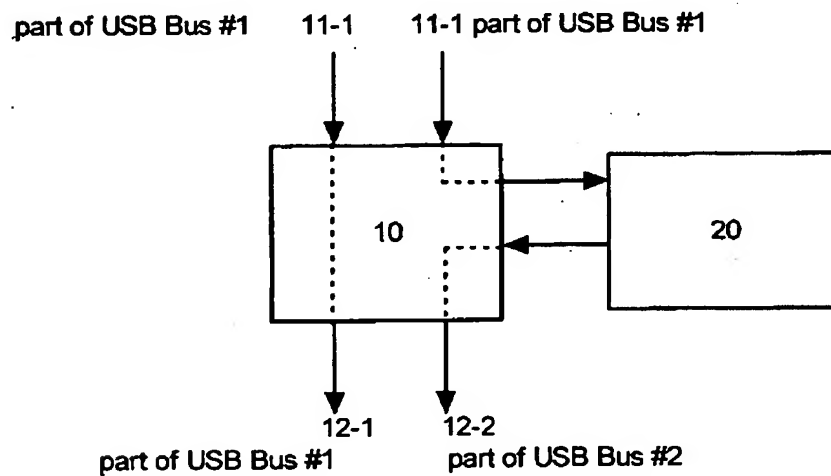 part of USB Bus #1 11-1 11-1 part of USB Bus #1
10 20
12-1 12-2
part of USB Bus #1 part of USB Bus #2